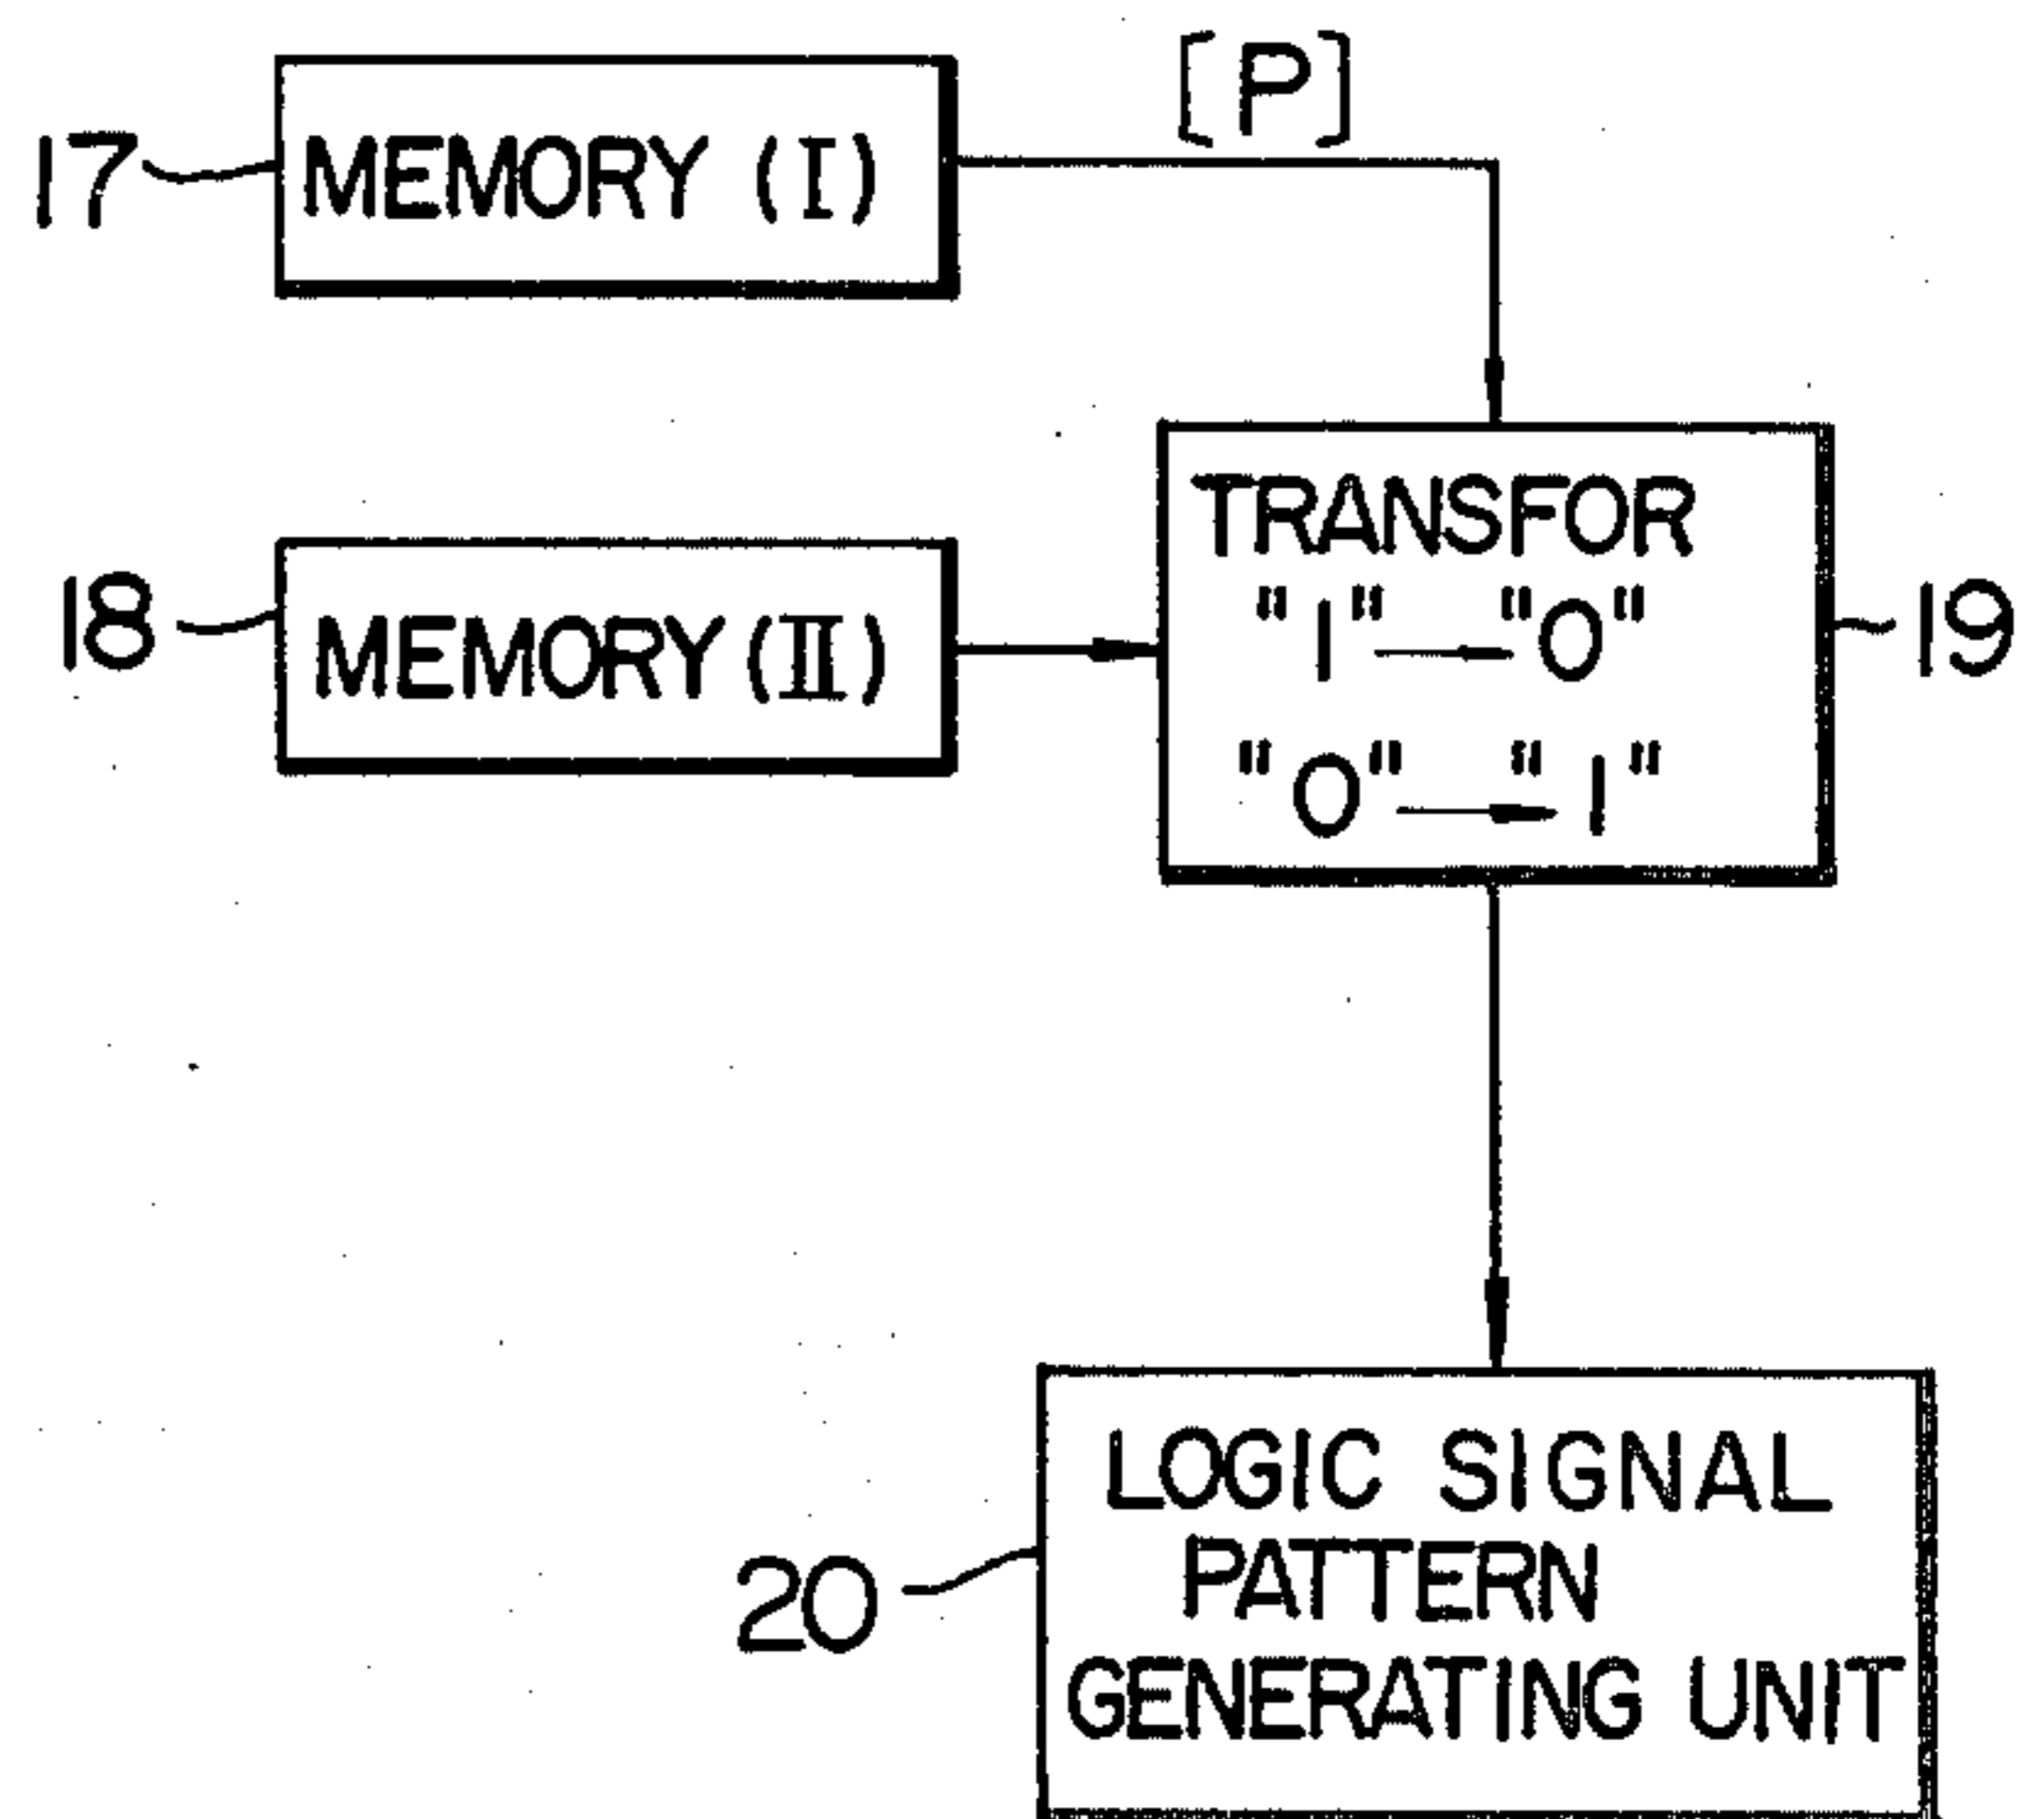 [P]
17
MEMORY (I)
18
MEMORY (II)
TRANSFOR
"1"→"0"
"0"→"1"
19
20
LOGIC SIGNAL
PATTERN
GENERATING UNIT